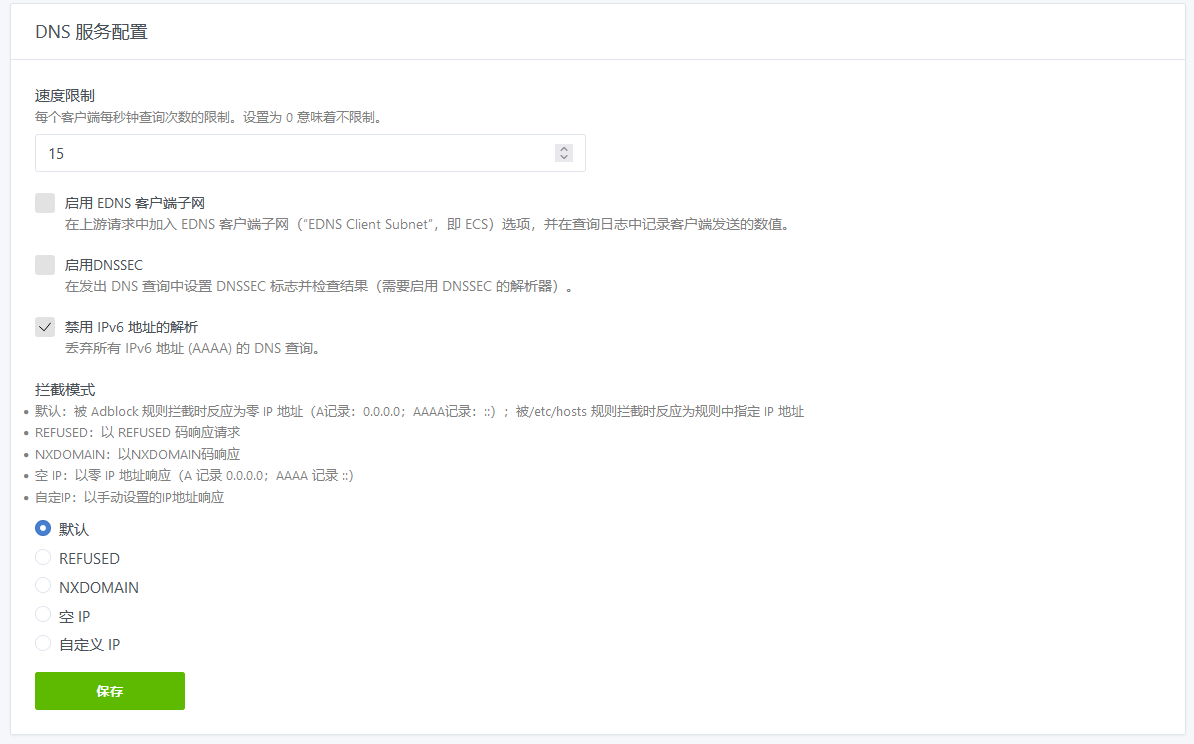 DNS 服务配置
速度限制
每个客户端每秒钟查询次数的限制。设置为 0 意味着不限制。
15
启用 EDNS 客户端子网
在上游请求中加入 EDNS 客户端子网（“EDNS Client Subnet”，即 ECS）选项，并在查询日志中记录客户端发送的数值。
启用DNSSEC
在发出 DNS 查询中设置 DNSSEC 标志并检查结果（需要启用 DNSSEC 的解析器）。
禁用 IPv6 地址的解析
丢弃所有 IPv6 地址 (AAAA) 的 DNS 查询。
拦截模式
• 默认：被 Adblock 规则拦截时反应为零 IP 地址（A记录：0.0.0.0；AAAA记录：::）；被/etc/hosts 规则拦截时反应为规则中指定 IP 地址
• REFUSED：以 REFUSED 码响应请求
• NXDOMAIN：以NXDOMAIN码响应
• 空 IP：以零 IP 地址响应（A 记录 0.0.0.0；AAAA 记录 ::）
• 自定IP：以手动设置的IP地址响应
默认
REFUSED
NXDOMAIN
空 IP
自定义 IP
保存